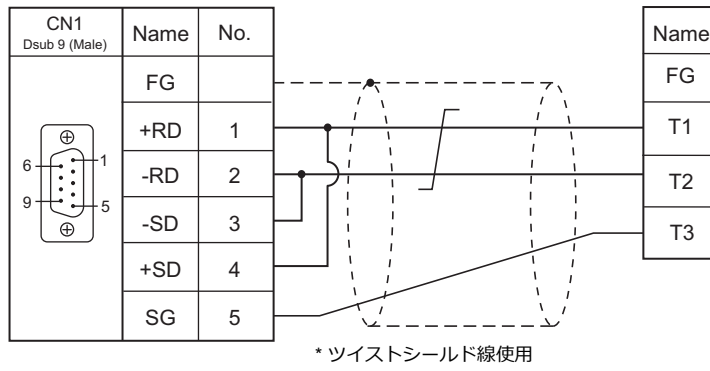 CN1
Dsub 9 (Male)
Name
No.
Name
FG
FG
+RD
1
T1
-RD
2
T2
-SD
3
T3
+SD
4
SG
5
6
1
9
5
* ツイストシールド線使用